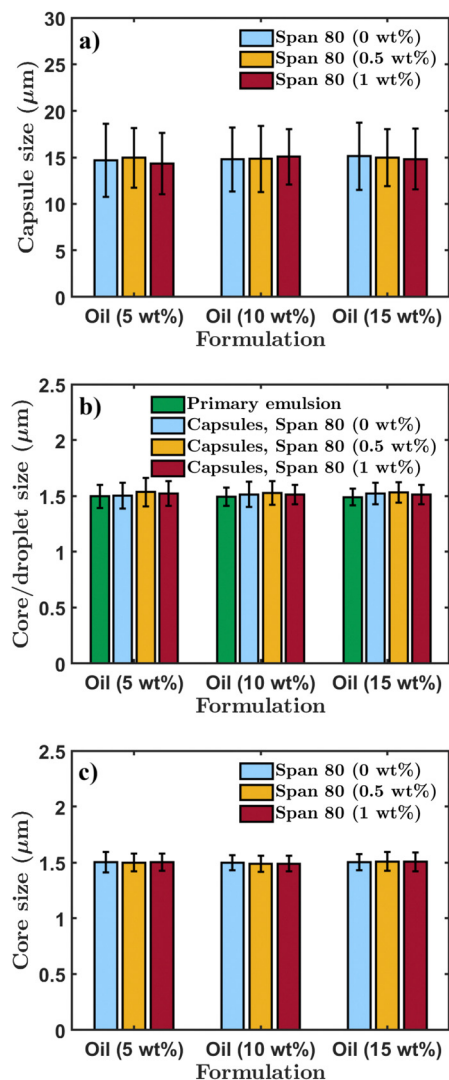 a)
Span 80 (0 wt%)
Span 80 (0.5 wt%)
Span 80 (1 wt%)
Capsule size (μm)
30
25
20
15
10
5
0
Oil (5 wt%) Oil (10 wt%) Oil (15 wt%)
Formulation
b)
Primary emulsion
Capsules, Span 80 (0 wt%)
Capsules, Span 80 (0.5 wt%)
Capsules, Span 80 (1 wt%)
Core/droplet size (μm)
2.5
2
1.5
1
0.5
0
Oil (5 wt%) Oil (10 wt%) Oil (15 wt%)
Formulation
c)
Span 80 (0 wt%)
Span 80 (0.5 wt%)
Span 80 (1 wt%)
Core size (μm)
2.5
2
1.5
1
0.5
0
Oil (5 wt%) Oil (10 wt%) Oil (15 wt%)
Formulation